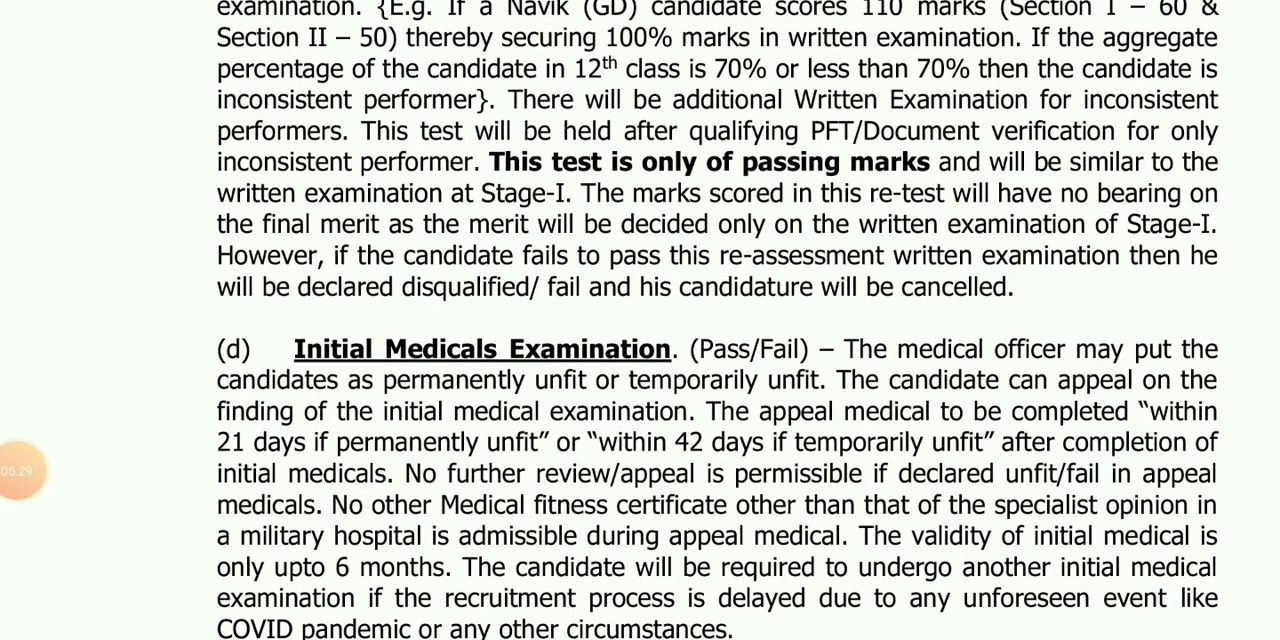 examination. {E.g. If a Navik (GD) candidate scores 110 marks (Section I – 60 &
Section II – 50) thereby securing 100% marks in written examination. If the aggregate
percentage of the candidate in 12th class is 70% or less than 70% then the candidate is
inconsistent performer}. There will be additional Written Examination for inconsistent
performers. This test will be held after qualifying PFT/Document verification for only
inconsistent performer. This test is only of passing marks and will be similar to the
written examination at Stage-I. The marks scored in this re-test will have no bearing on
the final merit as the merit will be decided only on the written examination of Stage-I.
However, if the candidate fails to pass this re-assessment written examination then he
will be declared disqualified/ fail and his candidature will be cancelled.
(d) Initial Medicals Examination. (Pass/Fail) – The medical officer may put the
candidates as permanently unfit or temporarily unfit. The candidate can appeal on the
finding of the initial medical examination. The appeal medical to be completed “within
21 days if permanently unfit” or “within 42 days if temporarily unfit” after completion of
05:29
initial medicals. No further review/appeal is permissible if declared unfit/fail in appeal
medicals. No other Medical fitness certificate other than that of the specialist opinion in
a military hospital is admissible during appeal medical. The validity of initial medical is
only upto 6 months. The candidate will be required to undergo another initial medical
examination if the recruitment process is delayed due to any unforeseen event like
COVID pandemic or any other circumstances.